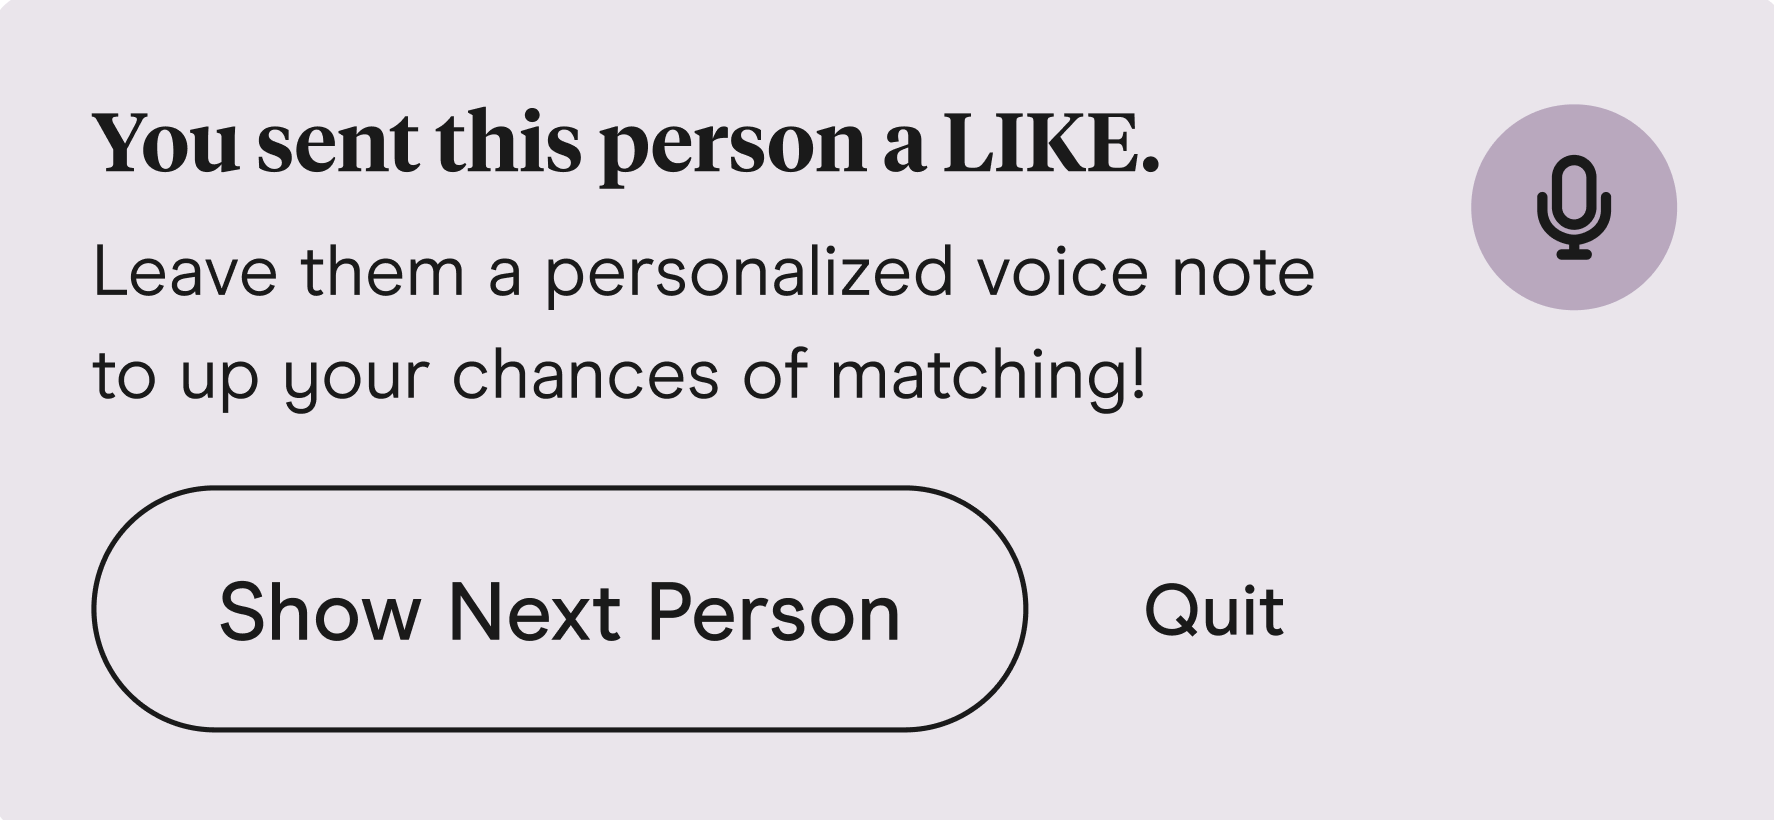 You sent this person a LIKE.
Leave them a personalized voice note
to up your chances of matching!
Show Next Person
Quit